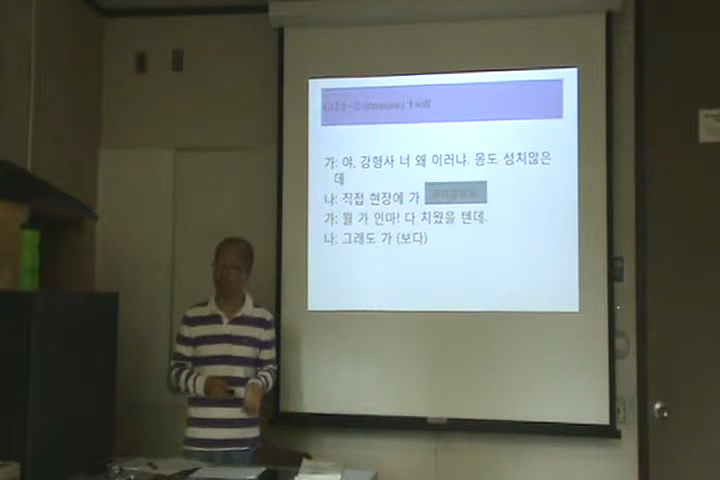 가: 야, 강형사 너 왜 이러냐. 몸도 성치않은
데
나: 직접 현장에 가
가: 뭘 가 인마! 다 치웠을 텐데.
나: 그래도 가 (보다)